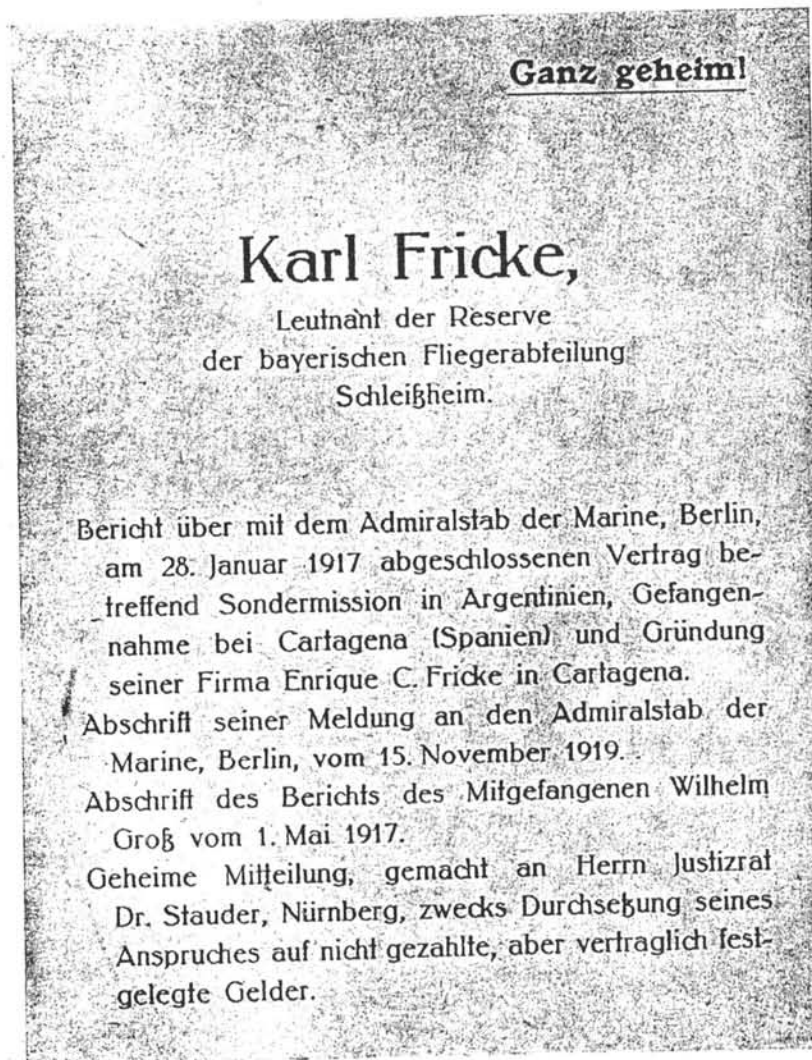 Ganz geheim!
Karl Fricke,
Leutnant der Reserve
der bayerischen Fliegerabteilung
Schleißheim.
Bericht über mit dem Admiralstab der Marine, Berlin,
am 28. Januar 1917 abgeschlossenen Vertrag be-
treffend Sondermission in Argentinien, Gefangen-
nahme bei Cartagena (Spanien) und Gründung
seiner Firma Enrique C. Fricke in Cartagena.
Abschrift seiner Meldung an den Admiralstab der
Marine, Berlin, vom 15. November 1919.
Abschrift des Berichts des Mitgefangenen Wilhelm
Groß vom 1. Mai 1917.
Geheime Mitteilung, gemacht an Herrn Justizrat
Dr. Stauder, Nürnberg, zwecks Durchsetzung seines
Anspruches auf nicht gezahlte, aber vertraglich fest-
gelegte Gelder.